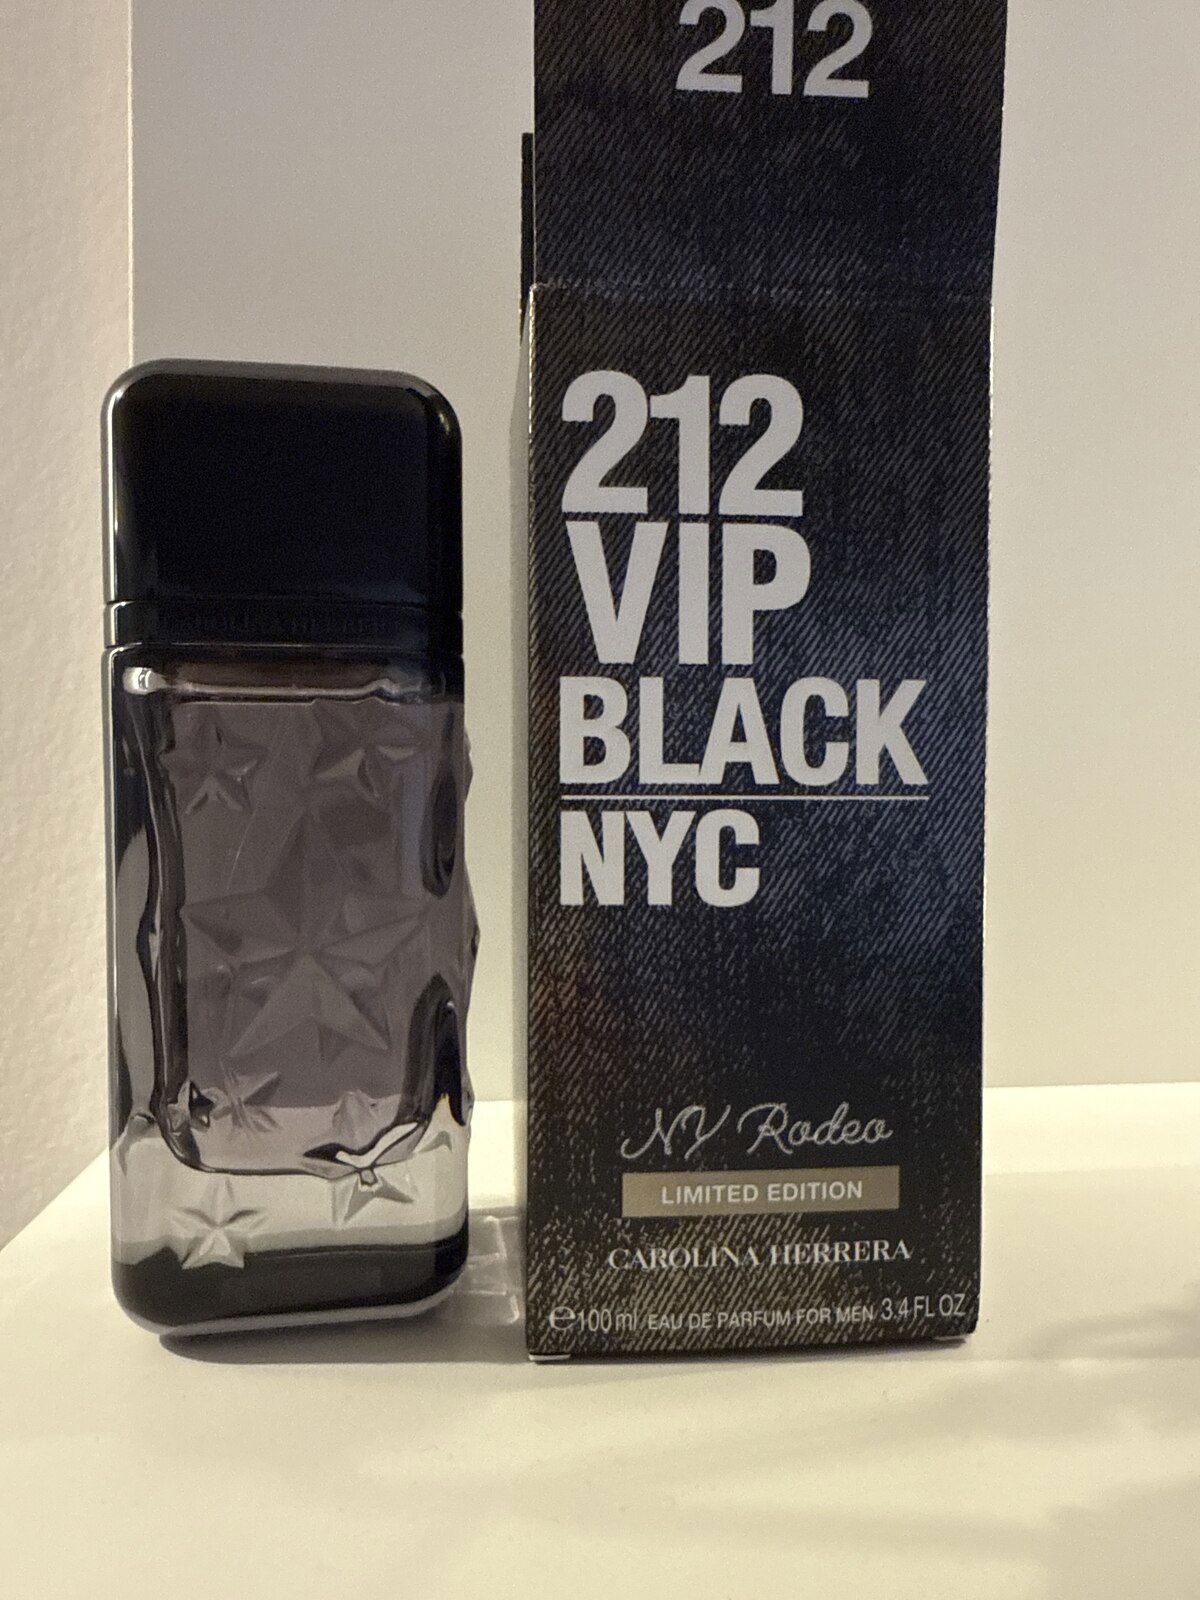 212
212
VIP
BLACK
NYC
NY Rodeo
LIMITED EDITION
CAROLINA HERRERA
℮100 ml EAU DE PARFUM FOR MEN 3.4 FL OZ